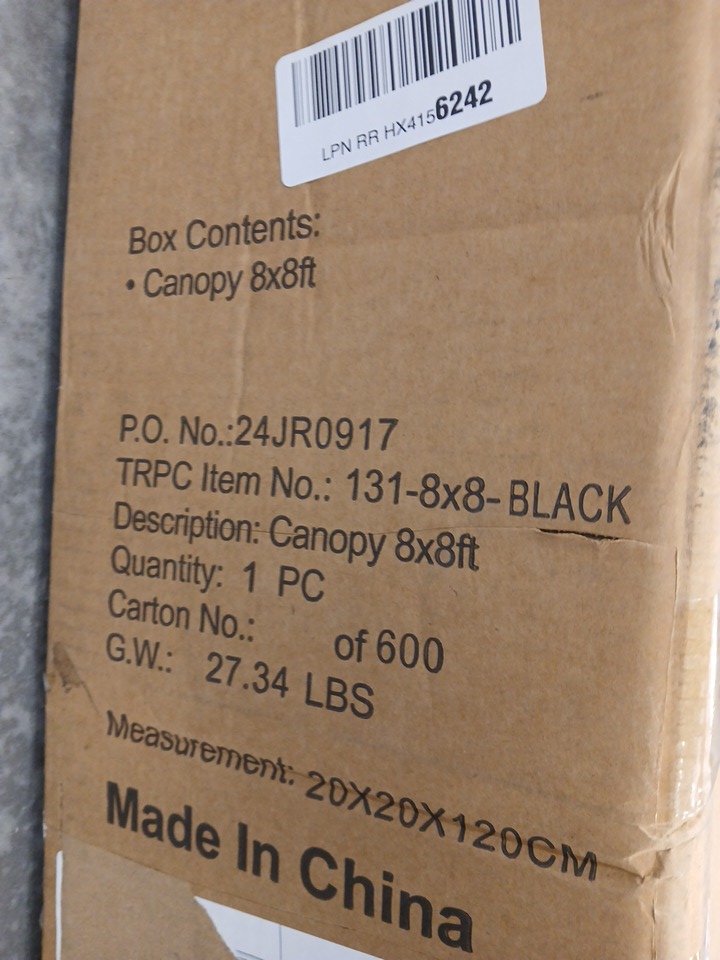 LPN RR HX4156242
Box Contents:
• Canopy 8x8ft
P.O. No.:24JR0917
TRPC Item No.: 131-8x8-BLACK
Description: Canopy 8x8ft
Quantity: 1 PC
Carton No.: of 600
G.W.: 27.34 LBS
Measurement: 20X20X120CM
Made In China